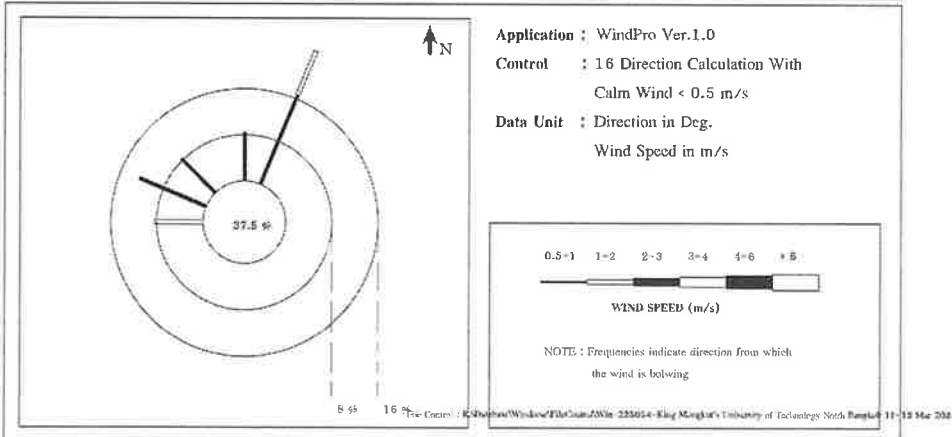 N
37.5 %
8 % 16 %
Application : WindPro Ver.1.0
Control : 16 Direction Calculation With
Calm Wind < 0.5 m/s
Data Unit : Direction in Deg.
Wind Speed in m/s
0.5-1 1-2 2-3 3-4 4-6 + 6
WIND SPEED (m/s)
NOTE : Frequencies indicate direction from which
the wind is bolwing
King Mongkut's University of Technology North Bangkok 11-12 Mar